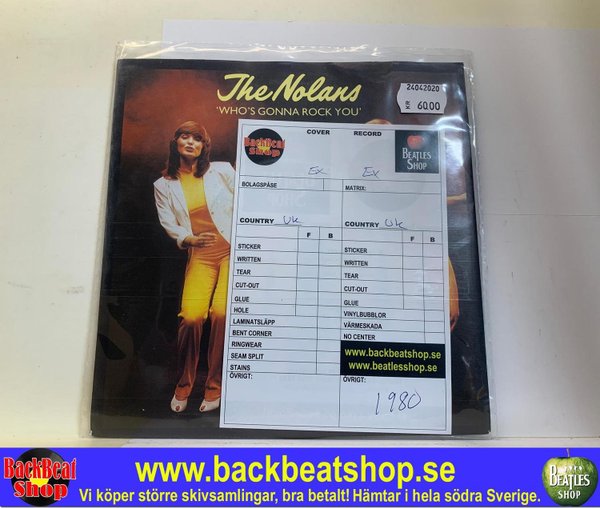 The Nolans
'WHO'S GONNA ROCK YOU'
24042020
KR 60.00
COVER RECORD
BackBeat Shop
BEATLES SHOP
Ex Ex
BOLAGSPÅSE 1 MATRIX:
COUNTRY UK COUNTRY UK
F B F B
STICKER STICKER
WRITTEN WRITTEN
TEAR TEAR
CUT-OUT CUT-OUT
GLUE GLUE
HOLE VINYLBUBBLOR
LAMINATSLÄPP VÄRMESKADA
BENT CORNER NO CENTER
RINGWEAR www.backbeatshop.se
SEAM SPLIT www.beatlesshop.se
STAINS
ÖVRIGT: ÖVRIGT:
1980
BackBeat Shop
www.backbeatshop.se
Vi köper större skivsamlingar, bra betalt! Hämtar i hela södra Sverige.
THE BEATLES SHOP